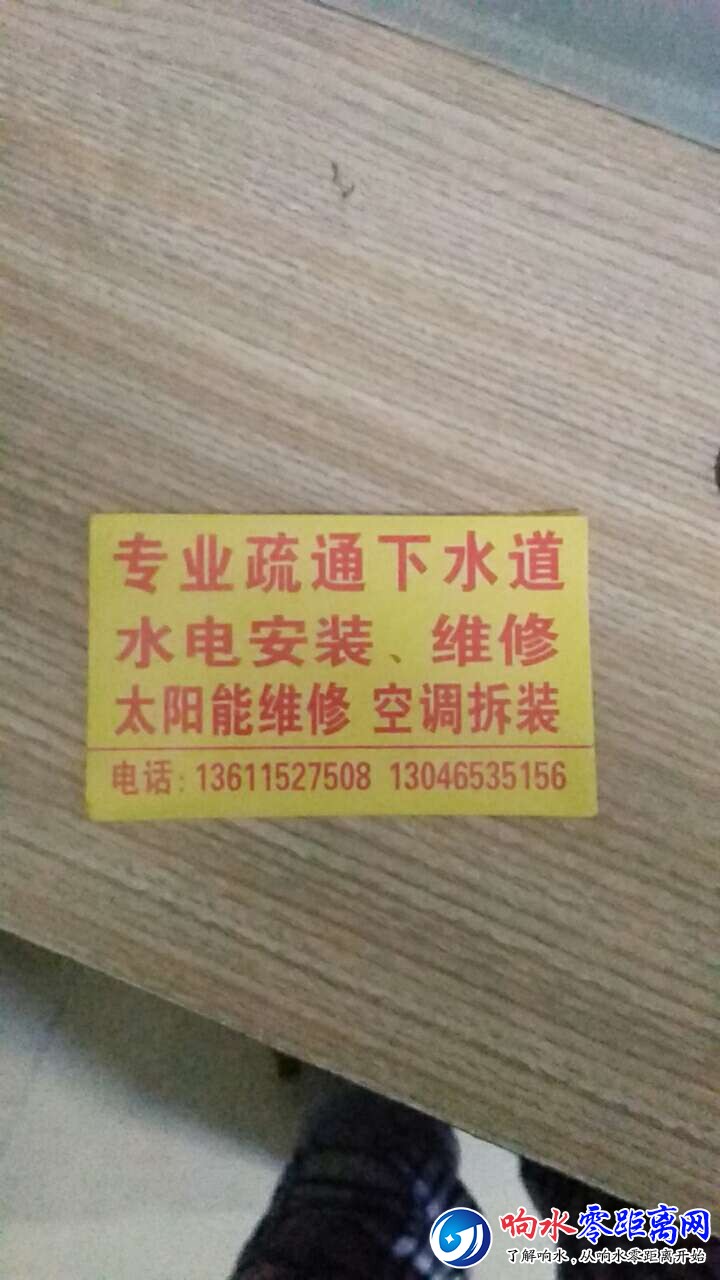 专业疏通下水道
水电安装、维修
太阳能维修 空调拆装
电话：13611527508 13046535156
响水零距离网
了解响水，从响水零距离开始